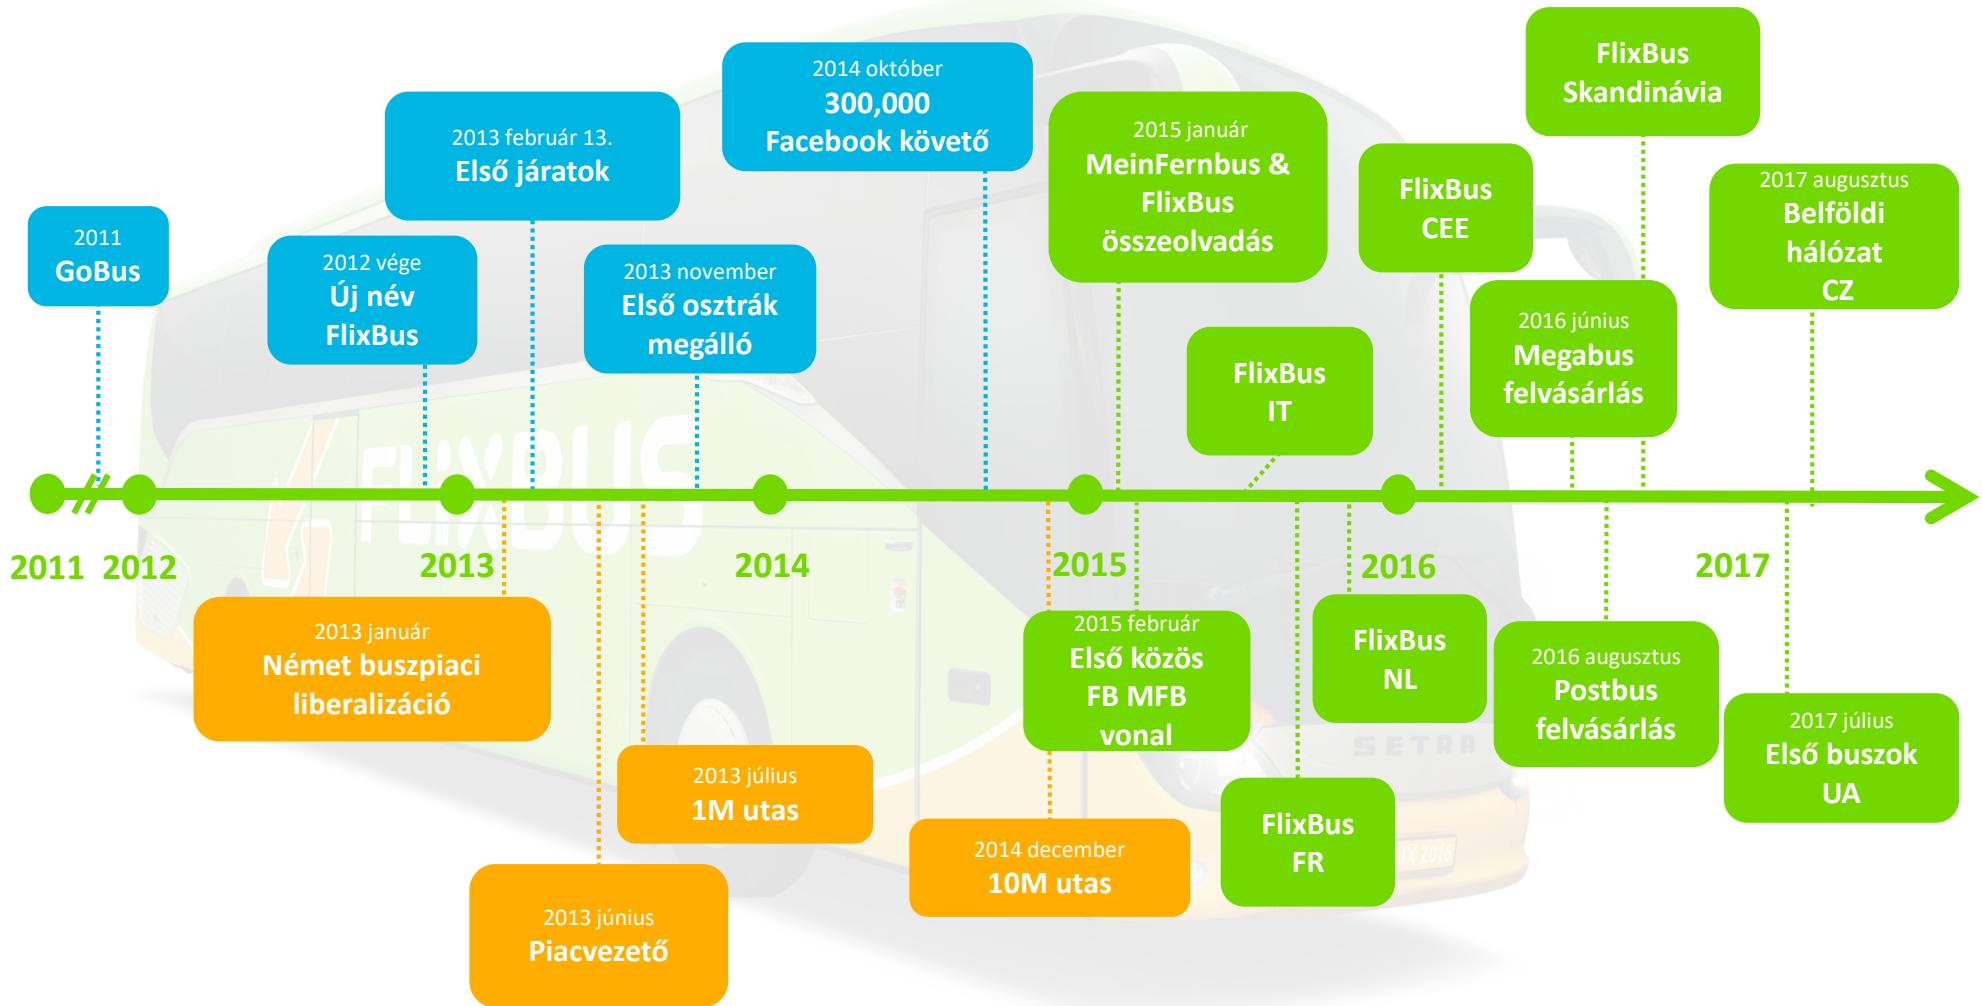 2011
GoBus
2012 vége
Új név
FlixBus
2013 február 13.
Első járatok
2013 november
Első osztrák
megálló
2014 október
300,000
Facebook követő
2015 január
MeinFernbus &
FlixBus
összeolvadás
FlixBus
IT
FlixBus
CEE
2016 június
Megabus
felvásárlás
FlixBus
Skandinávia
2017 augusztus
Belföldi
hálózat
CZ
FLIXBUS
2011
2012
2013
2014
2015
2016
2017
2013 január
Német buszpiaci
liberalizáció
2013 június
Piacvezető
2013 július
1M utas
2014 december
10M utas
2015 február
Első közös
FB MFB
vonal
FlixBus
FR
FlixBus
NL
2016 augusztus
Postbus
felvásárlás
2017 július
Első buszok
UA
SETRA
IX 2016